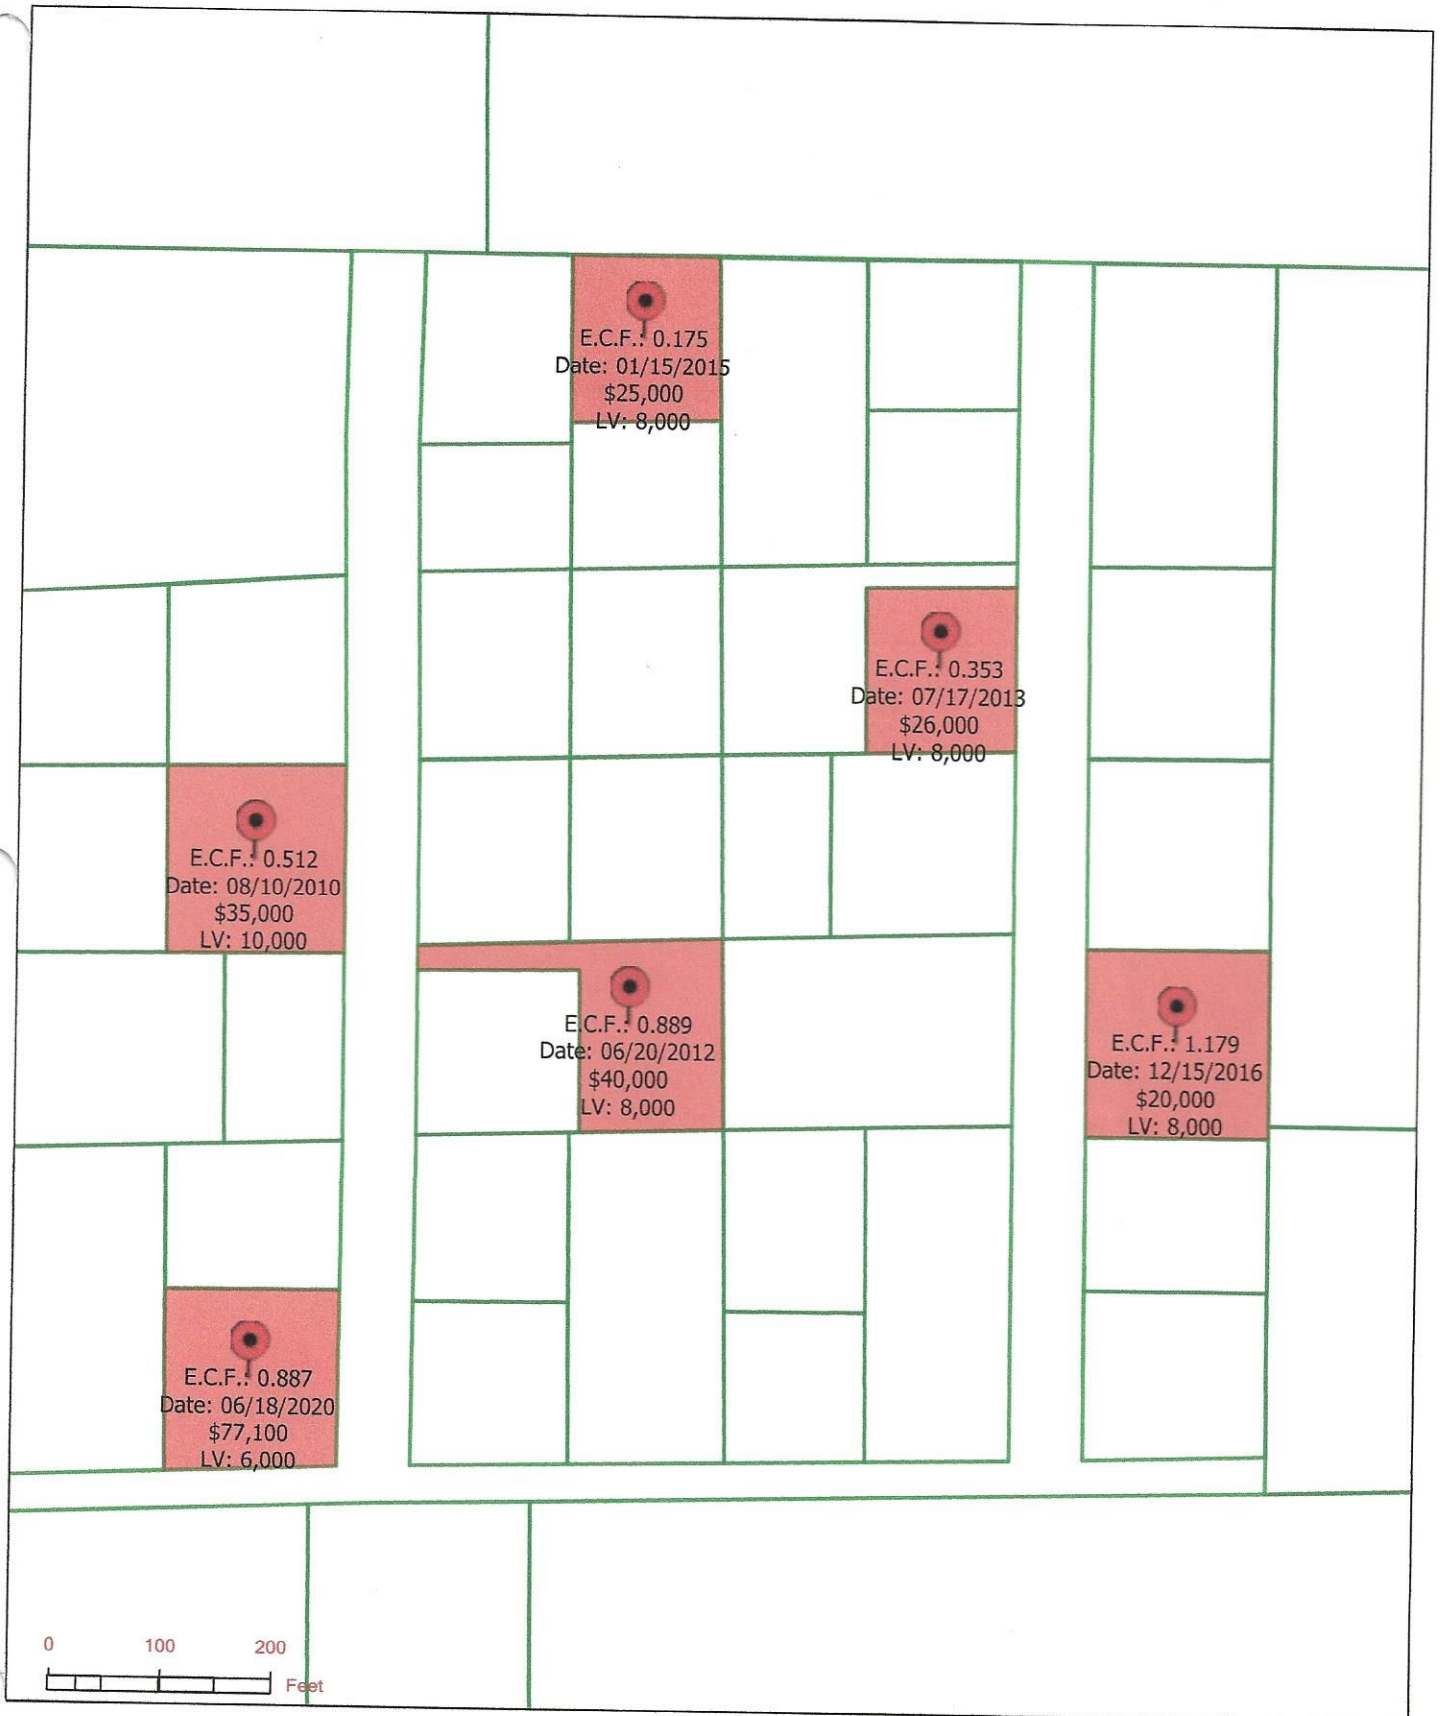 E.C.F.: 0.175
Date: 01/15/2015
$25,000
LV: 8,000
E.C.F.: 0.353
Date: 07/17/2013
$26,000
LV: 8,000
E.C.F.: 0.512
Date: 08/10/2010
$35,000
LV: 10,000
E.C.F.: 0.889
Date: 06/20/2012
$40,000
LV: 8,000
E.C.F.: 1.179
Date: 12/15/2016
$20,000
LV: 8,000
E.C.F.: 0.887
Date: 06/18/2020
$77,100
LV: 6,000
0 100 200
Feet